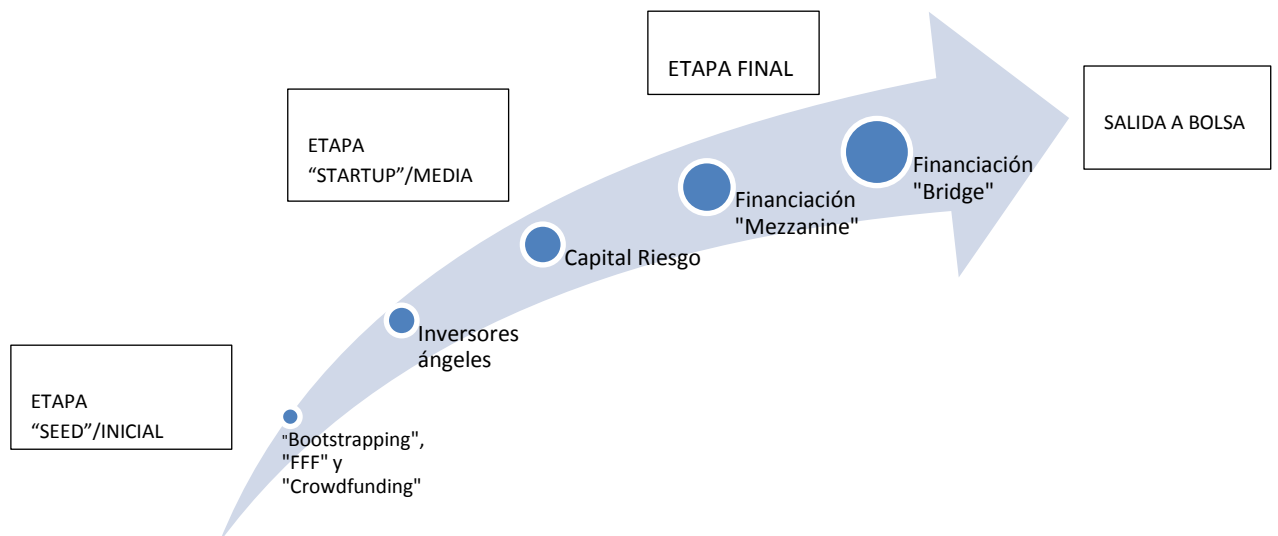 ETAPA FINAL
SALIDA A BOLSA
ETAPA
“STARTUP”/MEDIA
Financiación
"Bridge"
Financiación
"Mezzanine"
Capital Riesgo
Inversores
ángeles
ETAPA
“SEED”/INICIAL
"Bootstrapping",
"FFF" y
"Crowdfunding"